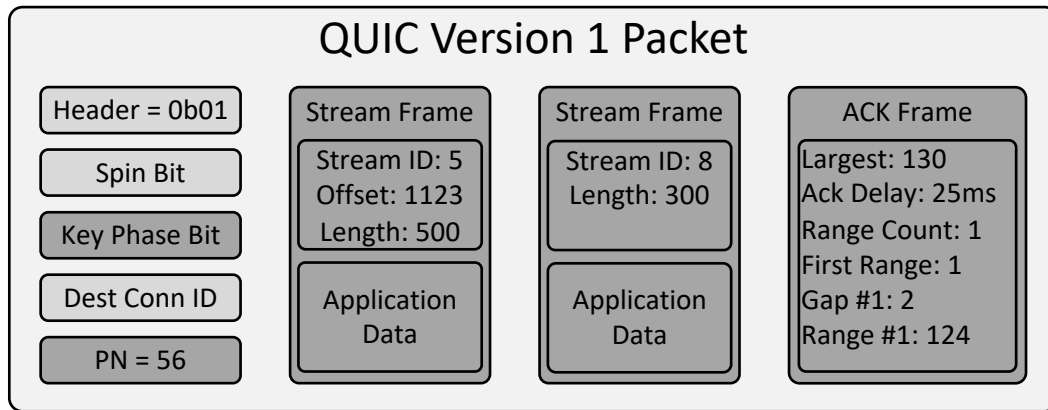 QUIC Version 1 Packet
Header = 0b01
Spin Bit
Key Phase Bit
Dest Conn ID
PN = 56
Stream Frame
Stream ID: 5
Offset: 1123
Length: 500
Application
Data
Stream Frame
Stream ID: 8
Length: 300
Application
Data
ACK Frame
Largest: 130
Ack Delay: 25ms
Range Count: 1
First Range: 1
Gap #1: 2
Range #1: 124